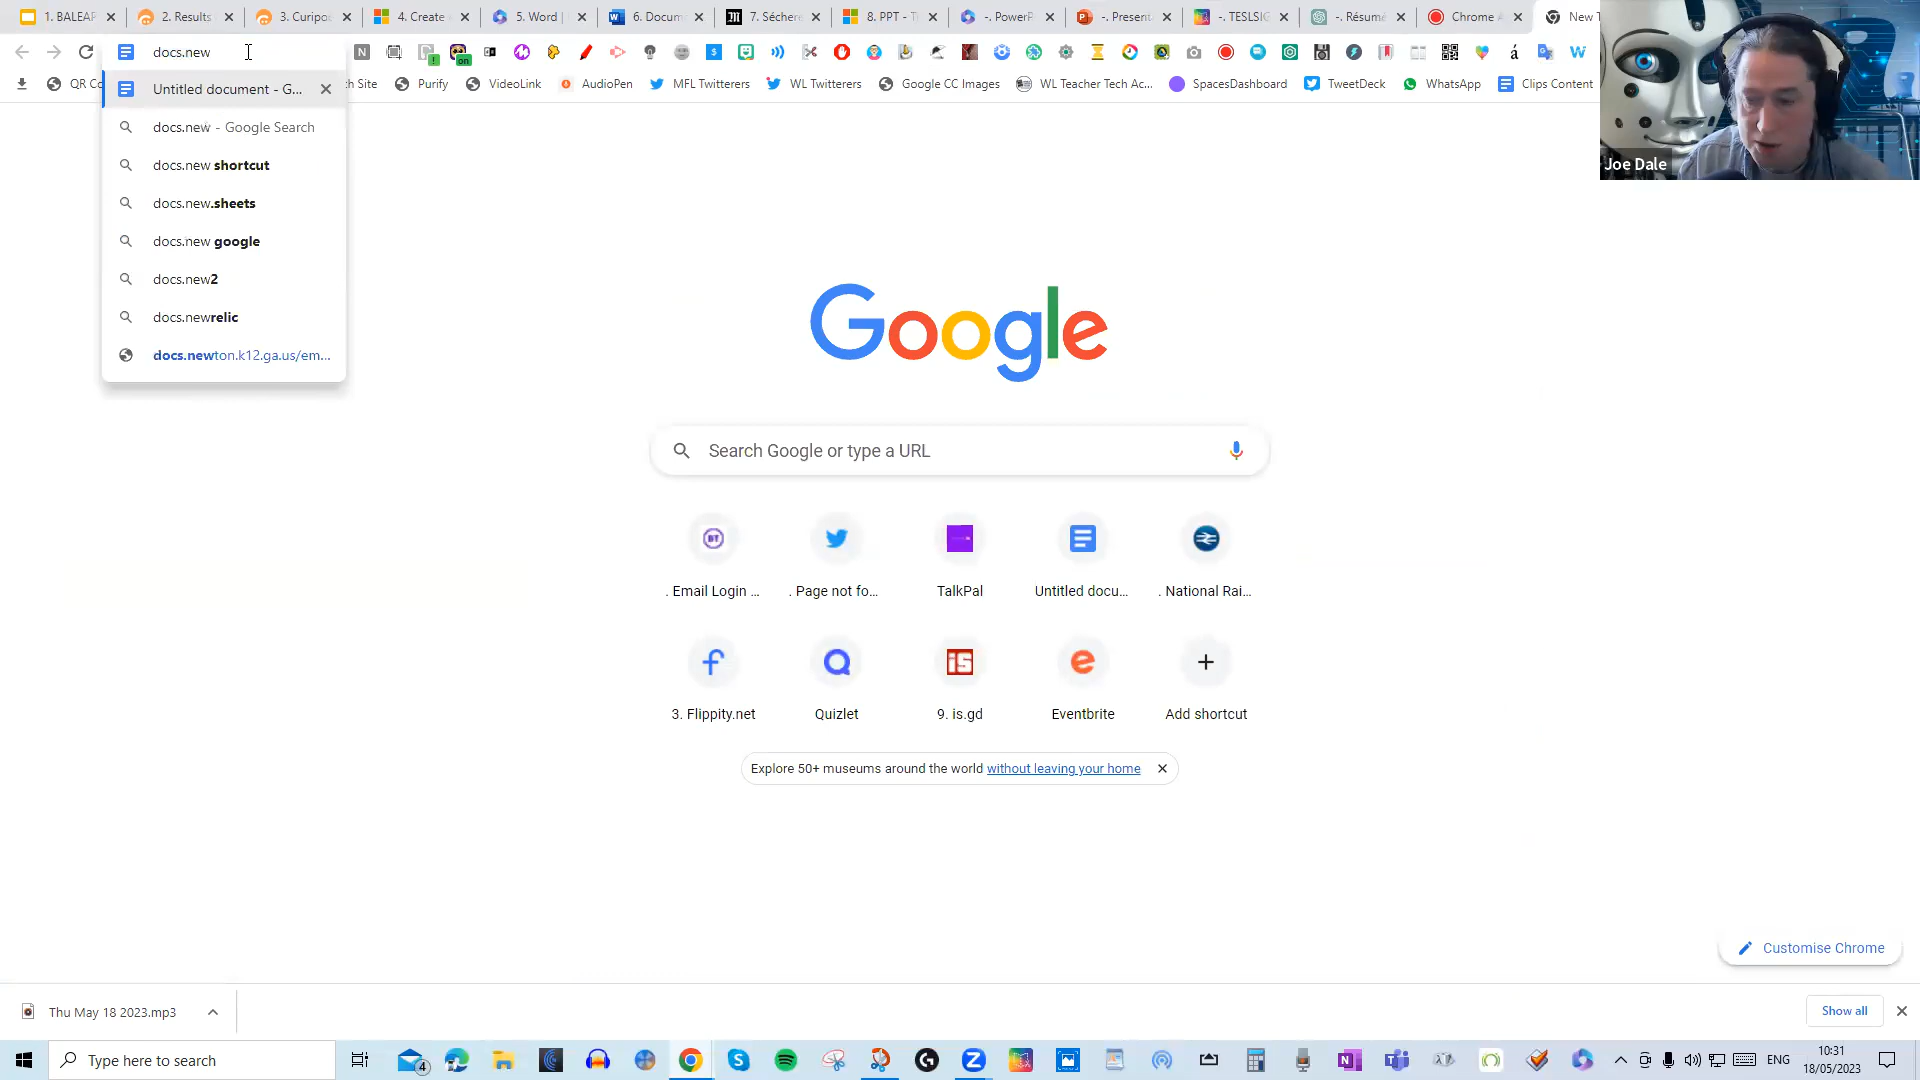 1. BALEAR
2. Results
3. Curipod
4. Create
5. Word |
6. Docum
7. Séchere
8. PPT - T
-. PowerP
-. Present
-. TESLSIG
-. Résumé
Chrome A
New T
docs.new
Untitled document - G...
docs.new - Google Search
docs.new shortcut
docs.new.sheets
docs.new google
docs.new2
docs.newrelic
docs.newton.k12.ga.us/em...
QR Co
ch Site
Purify
VideoLink
AudioPen
MFL Twitterers
WL Twitterers
Google CC Images
WL Teacher Tech Ac...
SpacesDashboard
TweetDeck
WhatsApp
Clips Content
Joe Dale
Google
Search Google or type a URL
. Email Login ...
. Page not fo...
TalkPal
Untitled docu...
. National Rai...
3. Flippity.net
Quizlet
9. is.gd
Eventbrite
Add shortcut
Explore 50+ museums around the world without leaving your home
Customise Chrome
Thu May 18 2023.mp3
Show all
Type here to search
4
ENG
10:31
18/05/2023